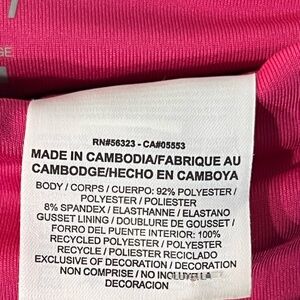 GE
RN#56323 - CA#05553
MADE IN CAMBODIA/FABRIQUE AU
CAMBODGE/HECHO EN CAMBOYA
BODY / CORPS / CUERPO: 92% POLYESTER /
POLYESTER / POLIESTER
8% SPANDEX / ELASTHANNE / ELASTANO
GUSSET LINING / DOUBLURE DE GOUSSET /
FORRO DEL PUENTE INTERIOR: 100%
RECYCLED POLYESTER / POLYESTER
RECYCLÉ / POLIESTER RECICLADO
EXCLUSIVE OF DECORATION / DECORATION
NON COMPRISE / NO INCLUYE LA
DECORACION